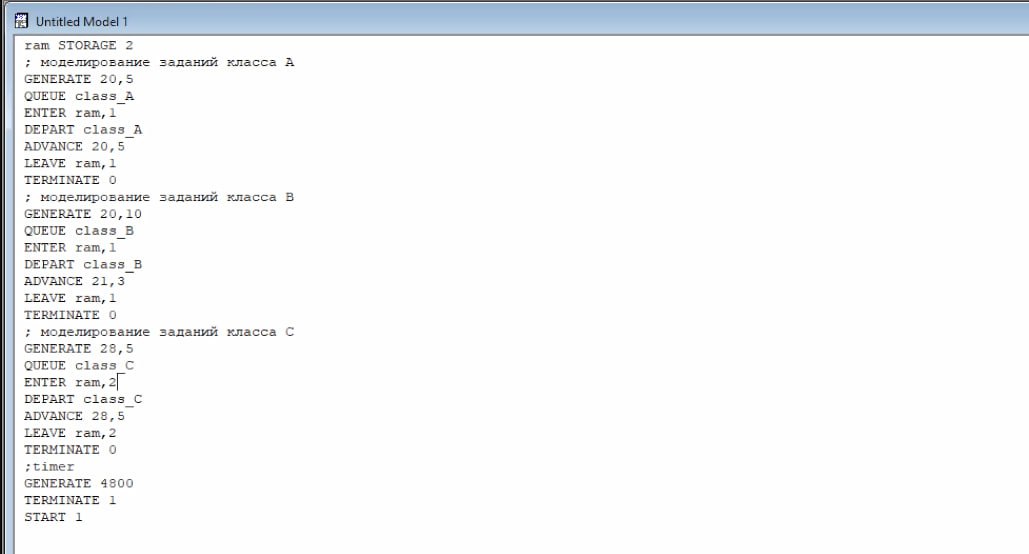 Untitled Model 1
ram STORAGE 2
; моделирование заданий класса A
GENERATE 20,5
QUEUE class_A
ENTER ram,1
DEPART class_A
ADVANCE 20,5
LEAVE ram,1
TERMINATE 0
; моделирование заданий класса B
GENERATE 20,10
QUEUE class_B
ENTER ram,1
DEPART class_B
ADVANCE 21,3
LEAVE ram,1
TERMINATE 0
; моделирование заданий класса C
GENERATE 28,5
QUEUE class_C
ENTER ram,2
DEPART class_C
ADVANCE 28,5
LEAVE ram,2
TERMINATE 0
;timer
GENERATE 4800
TERMINATE 1
START 1